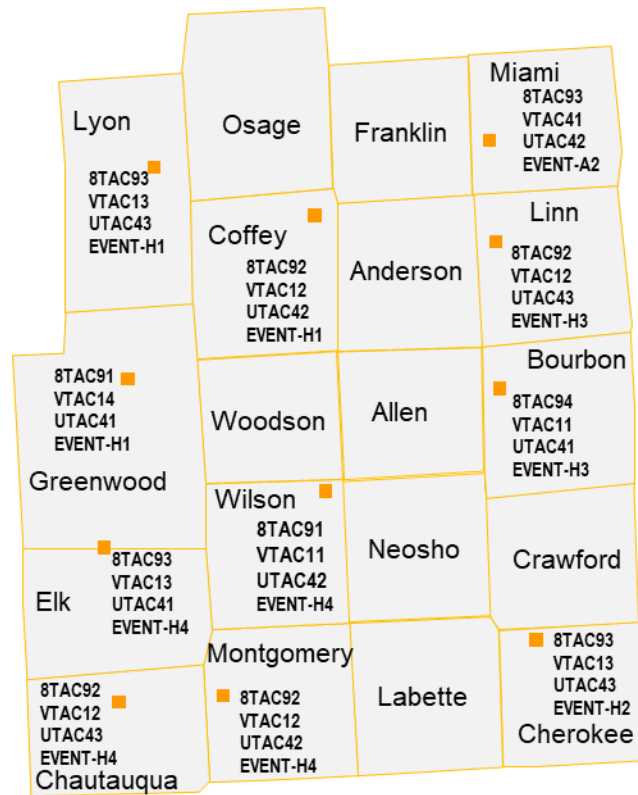 Lyon
8TAC93
VTAC13
UTAC43
EVENT-H1
Osage
Franklin
Miami
8TAC93
VTAC41
UTAC42
EVENT-A2
Coffey
8TAC92
VTAC12
UTAC42
EVENT-H1
Anderson
Linn
8TAC92
VTAC12
UTAC43
EVENT-H3
8TAC91
VTAC14
UTAC41
EVENT-H1
Greenwood
Woodson
Allen
Bourbon
8TAC94
VTAC11
UTAC41
EVENT-H3
Wilson
8TAC91
VTAC11
UTAC42
EVENT-H4
Neosho
Crawford
Elk
8TAC93
VTAC13
UTAC41
EVENT-H4
8TAC92
VTAC12
UTAC43
EVENT-H4
Chautauqua
Montgomery
8TAC92
VTAC12
UTAC42
EVENT-H4
Labette
8TAC93
VTAC13
UTAC43
EVENT-H2
Cherokee